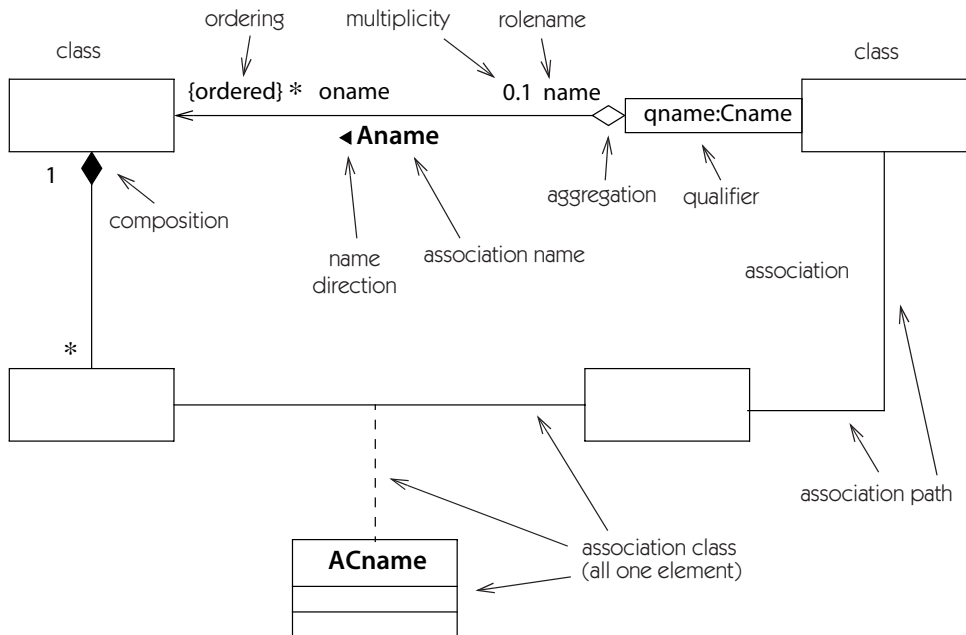 ordering multiplicity rolename
class class
{ordered} * oname 0.1 name
qname:Cname
◀ Aname
1
composition
aggregation qualifier
name
direction
association name
association
*
association path
ACname
association class
(all one element)